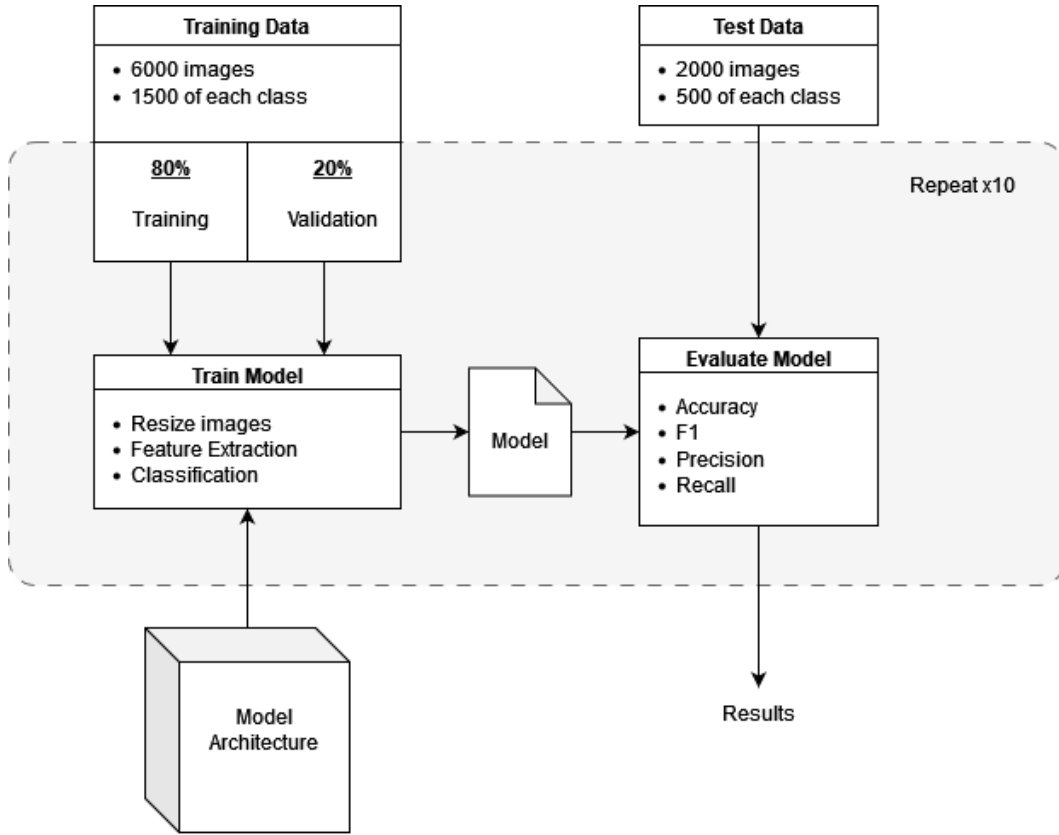 Training Data
• 6000 images
• 1500 of each class
80%
Training
20%
Validation
Test Data
• 2000 images
• 500 of each class
Repeat x10
Train Model
• Resize images
• Feature Extraction
• Classification
Model
Evaluate Model
• Accuracy
• F1
• Precision
• Recall
Model
Architecture
Results